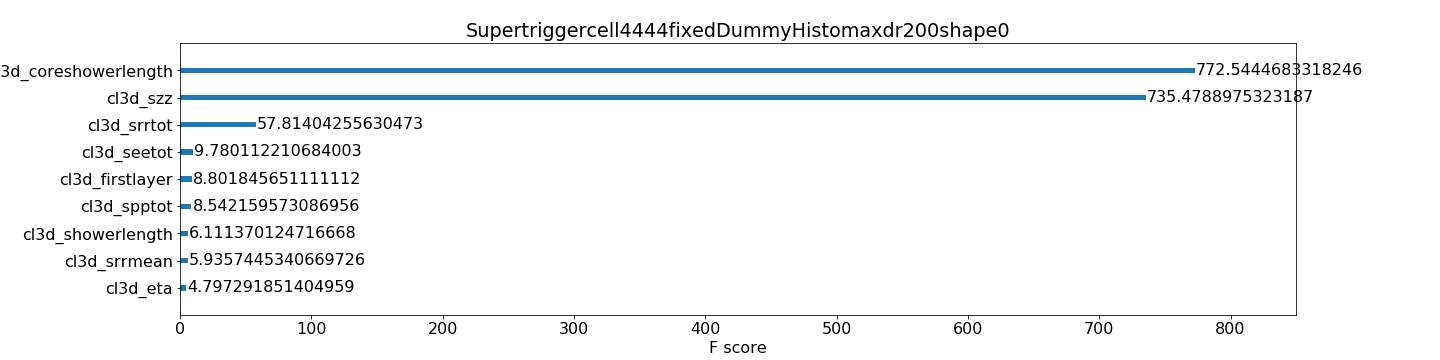 Supertriggercell4444fixedDummyHistomaxdr200shape0
3d_coreshowerlength 772.5444683318246
cl3d_szz 735.4788975323187
cl3d_srrtot 57.81404255630473
cl3d_seetot 9.780112210684003
cl3d_firstlayer 8.801845651111112
cl3d_spptot 8.542159573086956
cl3d_showerlength 6.111370124716668
cl3d_srrmean 5.9357445340669726
cl3d_eta 4.797291851404959
0 100 200 300 400 500 600 700 800
F score